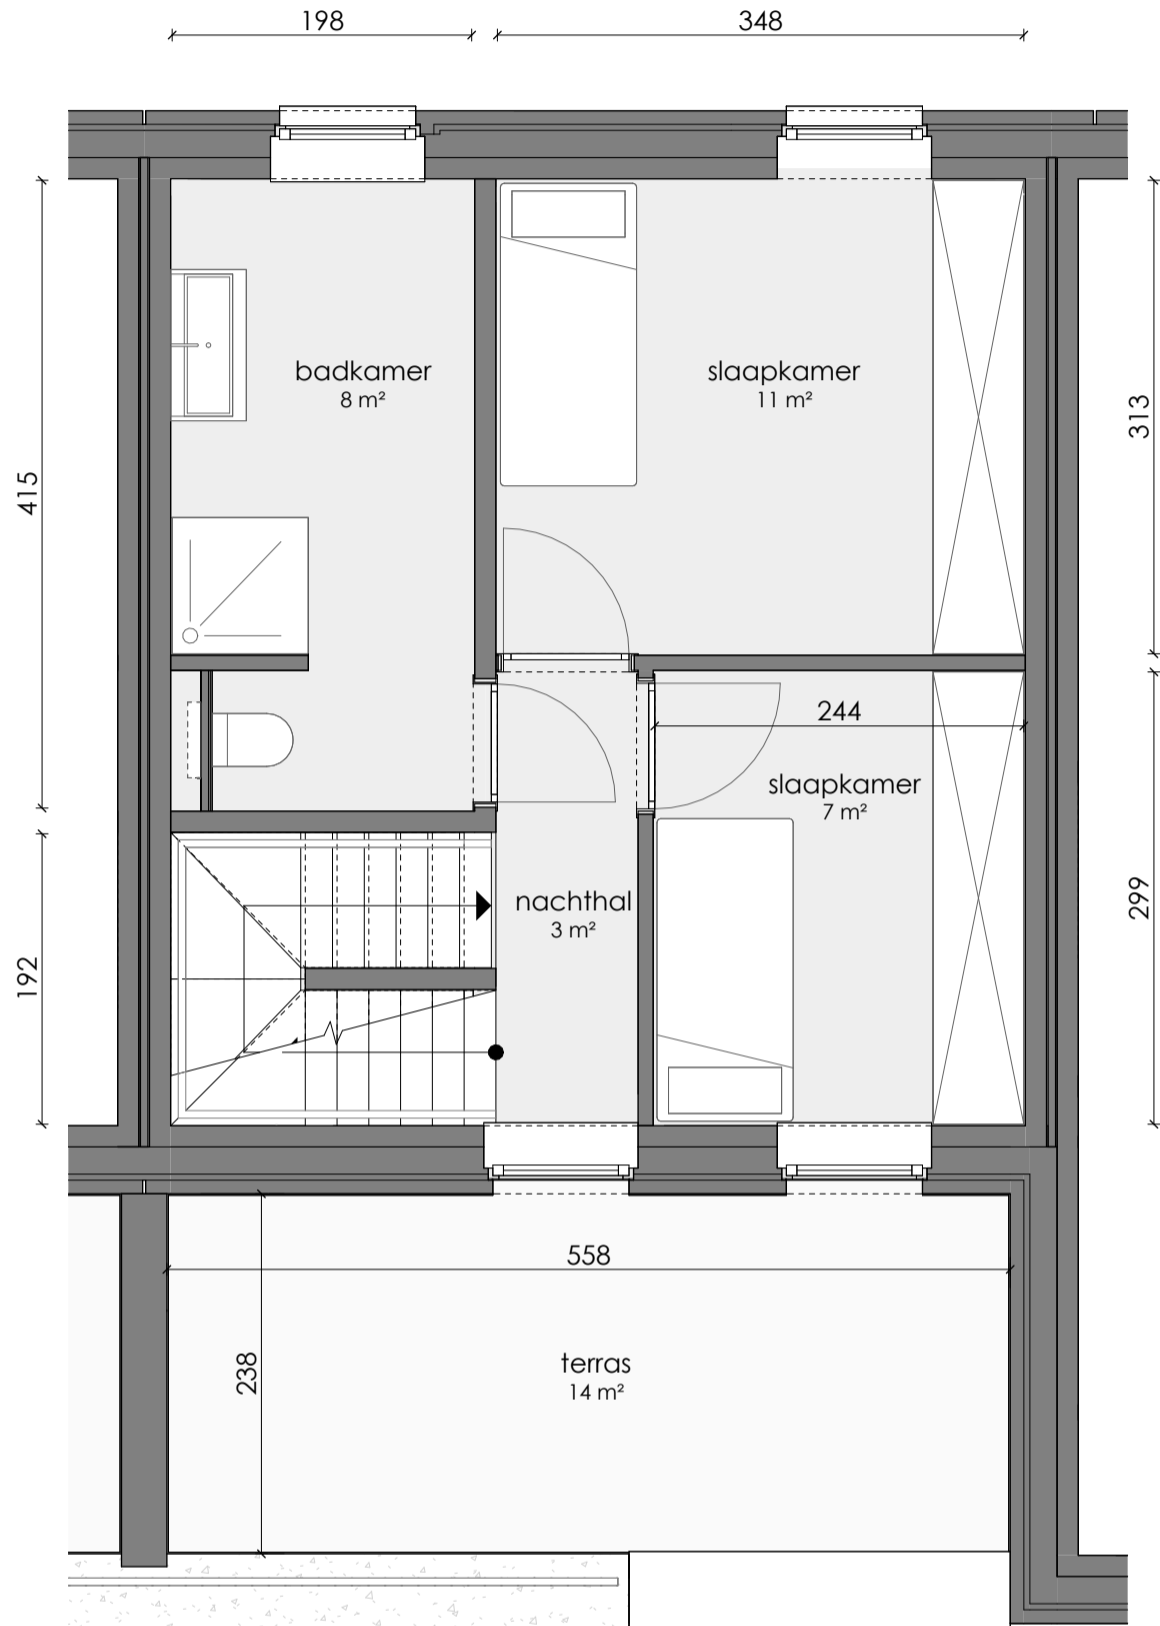 198
348
badkamer
8 m²
slaapkamer
11 m²
415
313
244
slaapkamer
7 m²
nachthal
3 m²
299
192
558
238
terras
14 m²